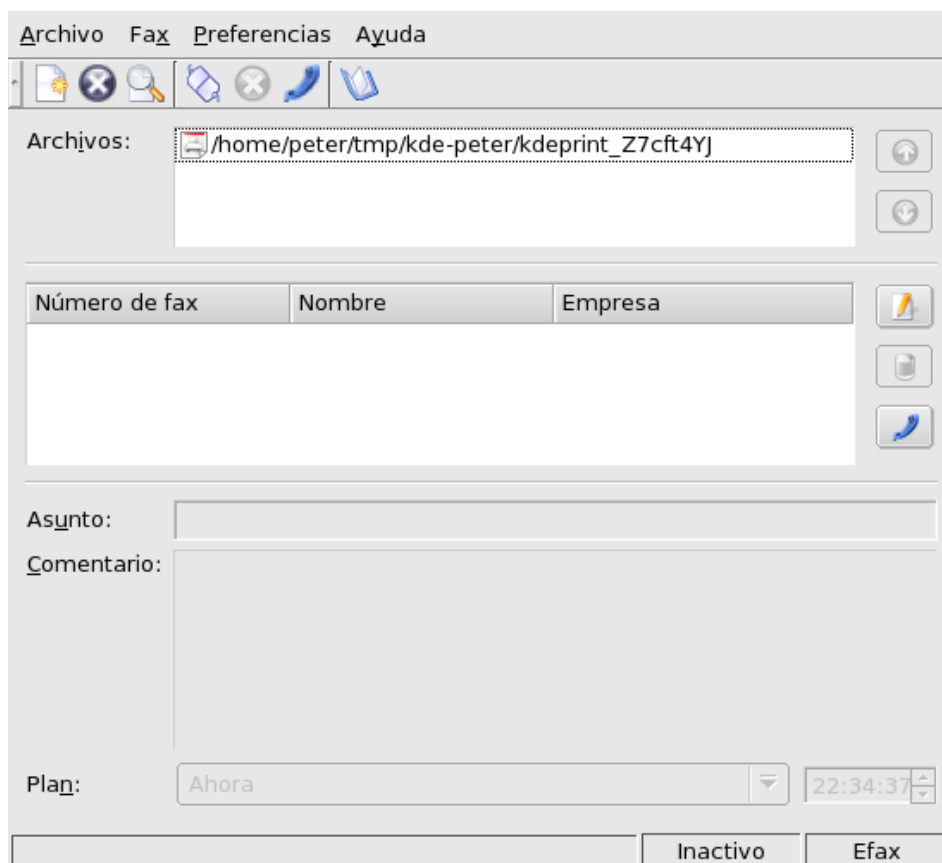 Archivo Fax Preferencias Ayuda
Archivos:
/home/peter/tmp/kde-peter/kdeprint_Z7cft4YJ
Número de fax Nombre Empresa
Asunto:
Comentario:
Plan: Ahora 22:34:37
Inactivo Efax